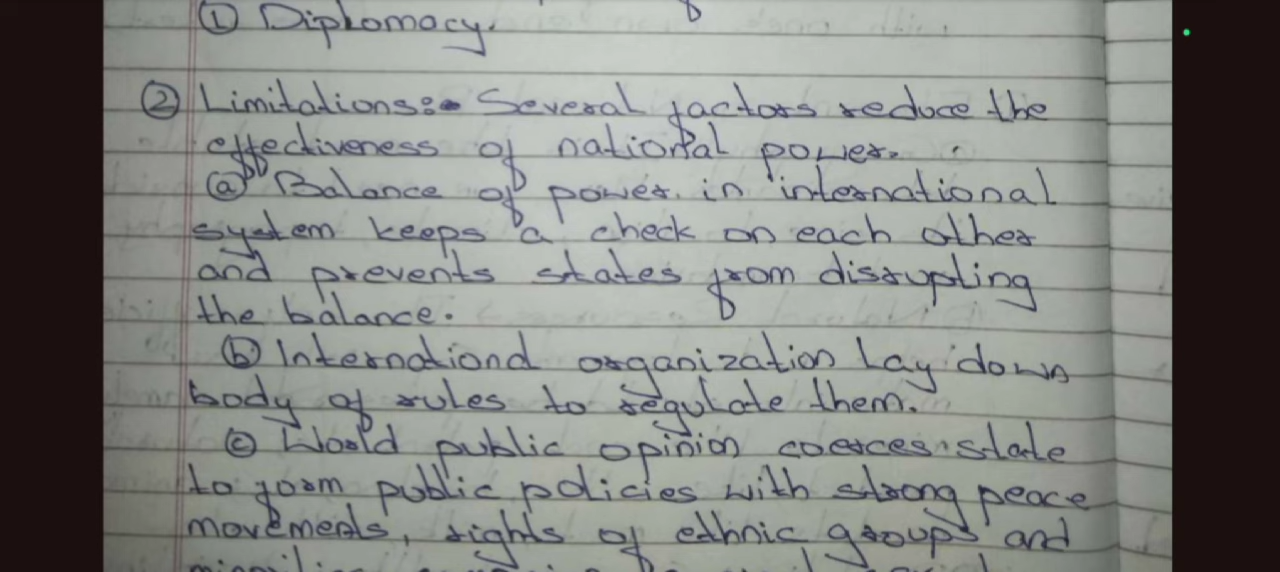 ① Diplomacy.
② Limitations:- Several factors reduce the
effectiveness of national power.
ⓐ Balance of power in international
system keeps a check on each other
and prevents states from disrupting
the balance.
ⓑ International organization lay down
body of rules to regulate them.
ⓒ World public opinion coerces state
to form public policies with strong peace
movements, rights of ethnic groups and